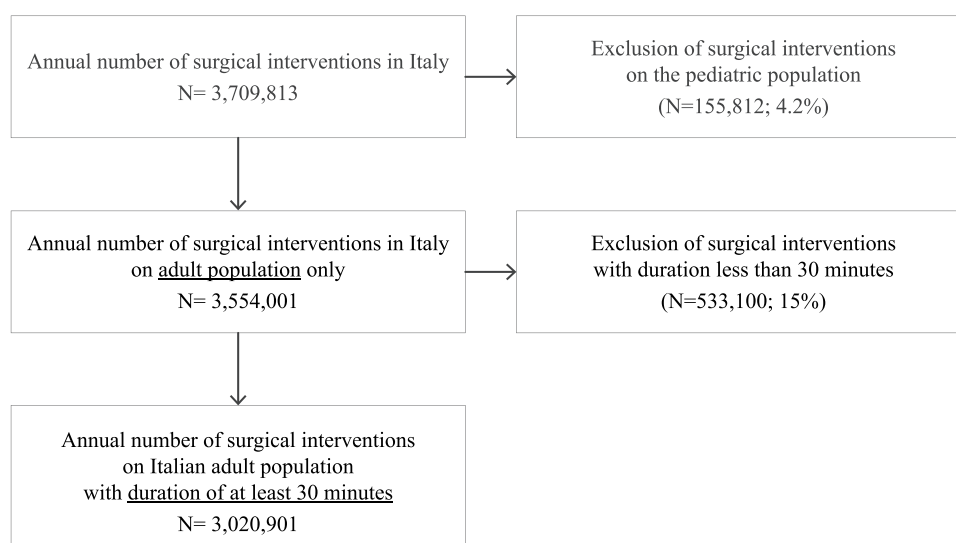 Annual number of surgical interventions in Italy
N= 3,709,813
Exclusion of surgical interventions
on the pediatric population
(N=155,812; 4.2%)
Annual number of surgical interventions in Italy
on adult population only
N= 3,554,001
Exclusion of surgical interventions
with duration less than 30 minutes
(N=533,100; 15%)
Annual number of surgical interventions
on Italian adult population
with duration of at least 30 minutes
N= 3,020,901